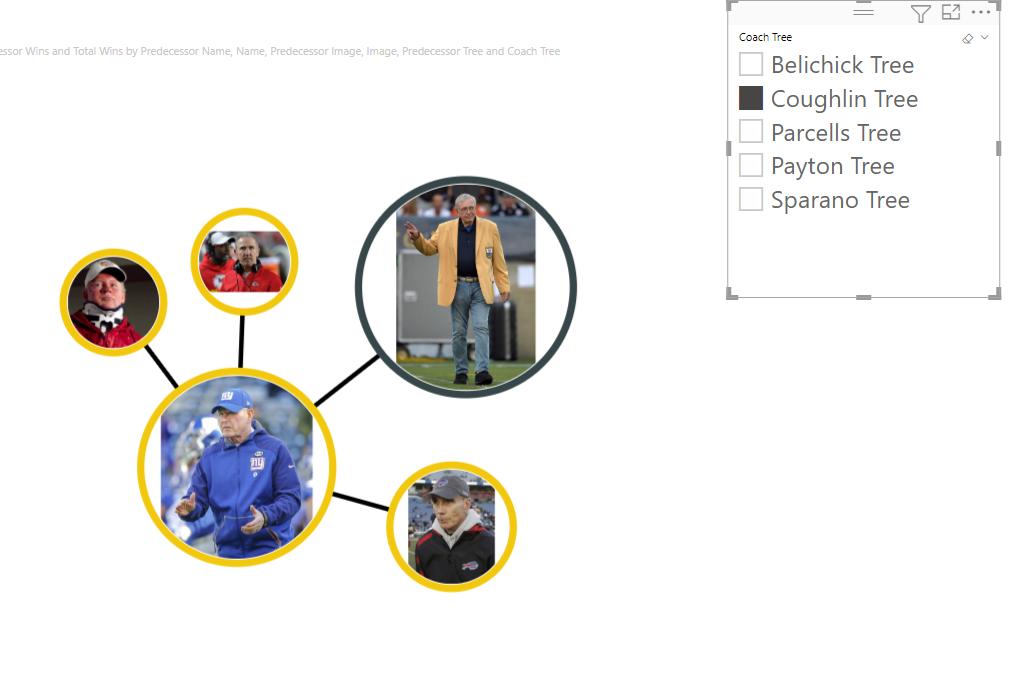 Wins and Total Wins by Predecessor Name, Name, Predecessor Image, Image, Predecessor Tree and Coach Tree
Coach Tree
Belichick Tree
Coughlin Tree
Parcells Tree
Payton Tree
Sparano Tree